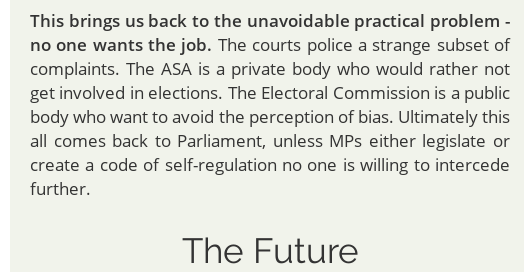 This brings us back to the unavoidable practical problem -
no one wants the job. The courts police a strange subset of
complaints. The ASA is a private body who would rather not
get involved in elections. The Electoral Commission is a public
body who want to avoid the perception of bias. Ultimately this
all comes back to Parliament, unless MPs either legislate or
create a code of self-regulation no one is willing to intercede
further.
The Future